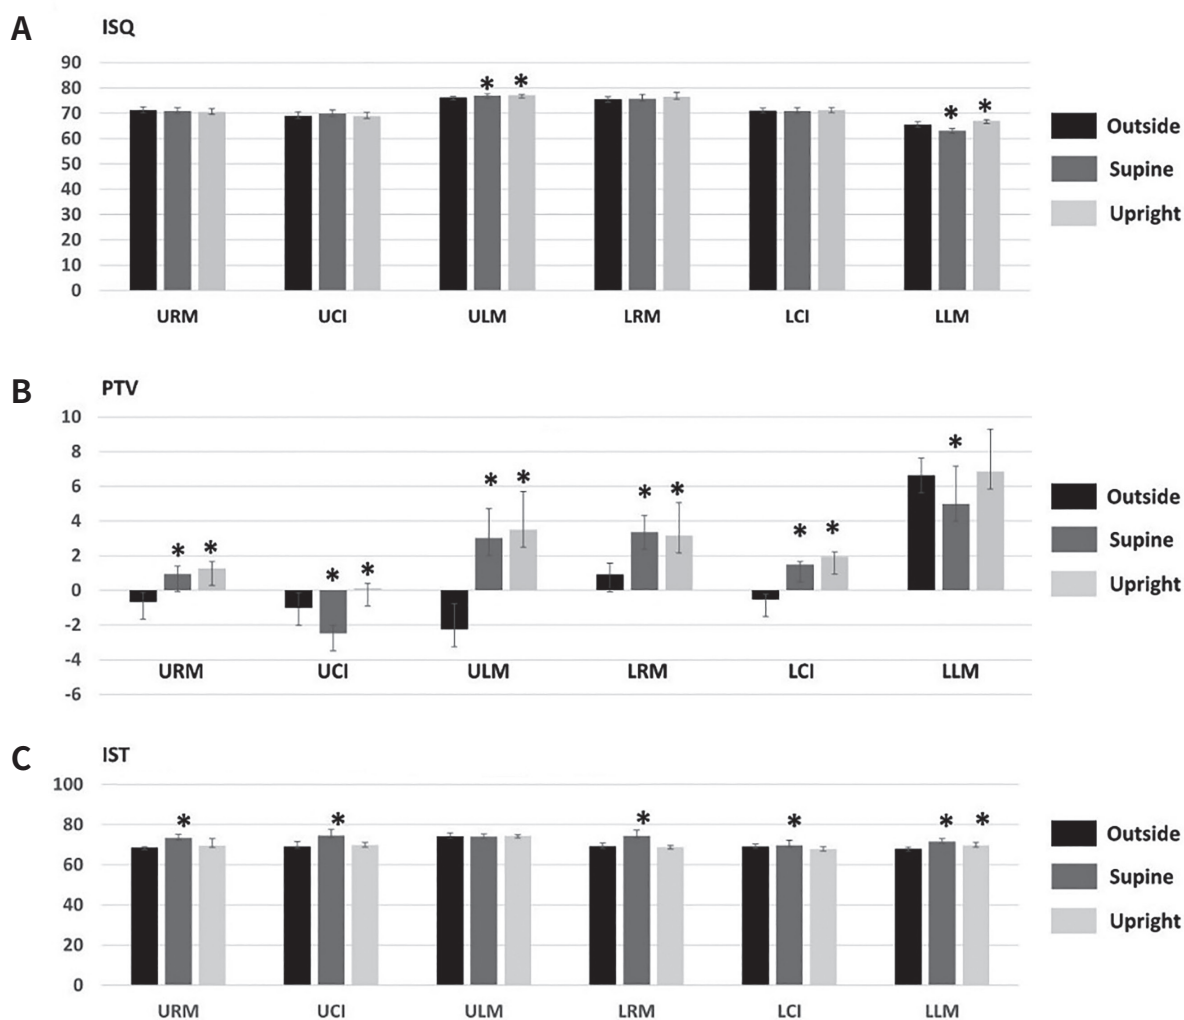 A
ISQ
90
80
70
60
50
40
30
20
10
0
* *
* *
URM UCI ULM LRM LCI LLM
Outside
Supine
Upright
B
PTV
10
8
6
4
2
0
-2
-4
-6
* *
* *
* *
* *
* *
*
URM UCI ULM LRM LCI LLM
Outside
Supine
Upright
C
IST
100
80
60
40
20
0
* * * * * *
URM UCI ULM LRM LCI LLM
Outside
Supine
Upright